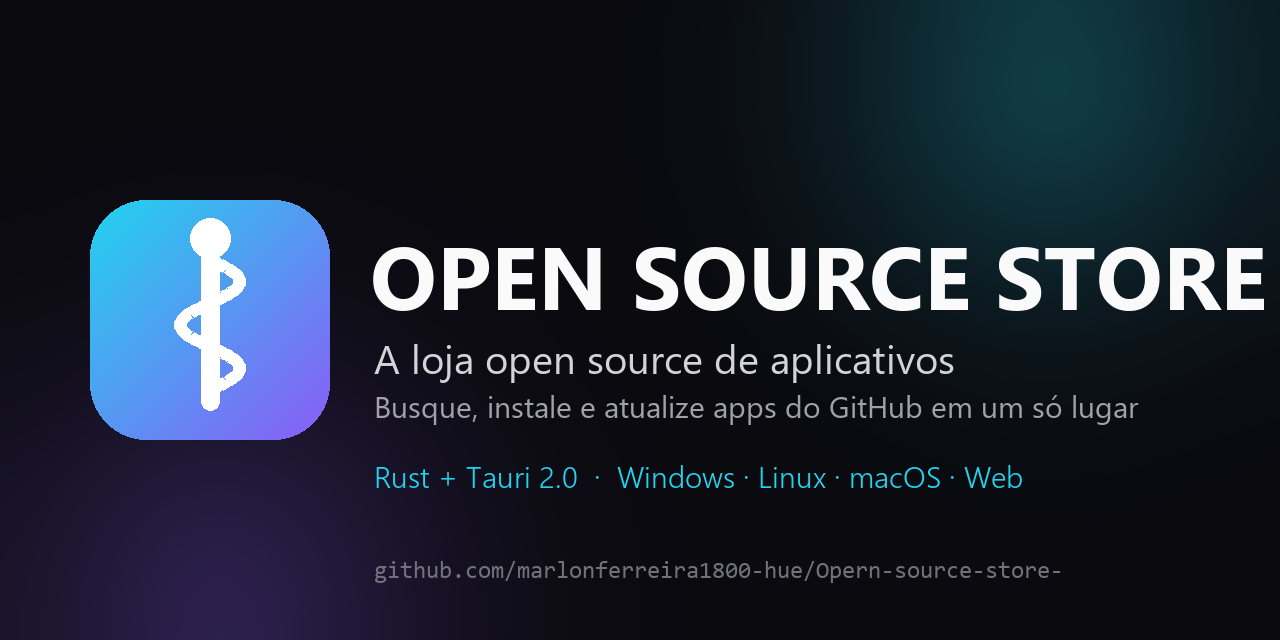 OPEN SOURCE STORE
A loja open source de aplicativos
Busque, instale e atualize apps do GitHub em um só lugar
Rust + Tauri 2.0 · Windows · Linux · macOS · Web
github.com/marlonferreira1800-hue/Opern-source-store-